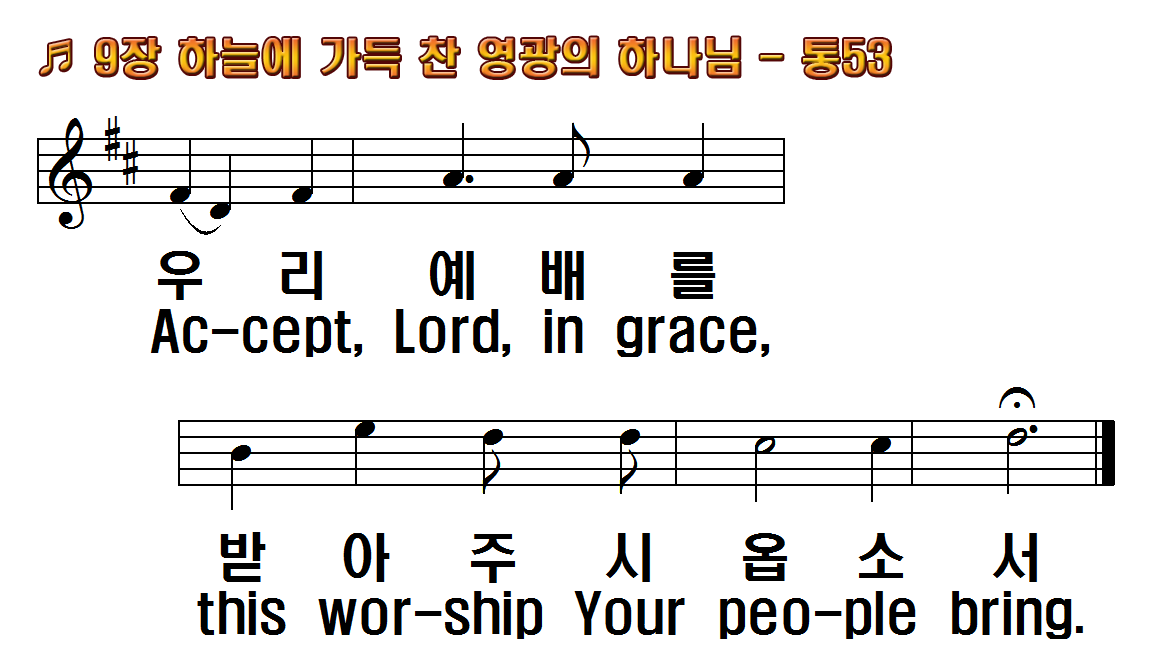 ♬ 9장 하늘에 가득 찬 영광의 하나님 - 통53
우 리 예 배 를
Ac-cept, Lord, in grace,
받 아 주 시 옵 소 서
this wor-ship Your peo-ple bring.